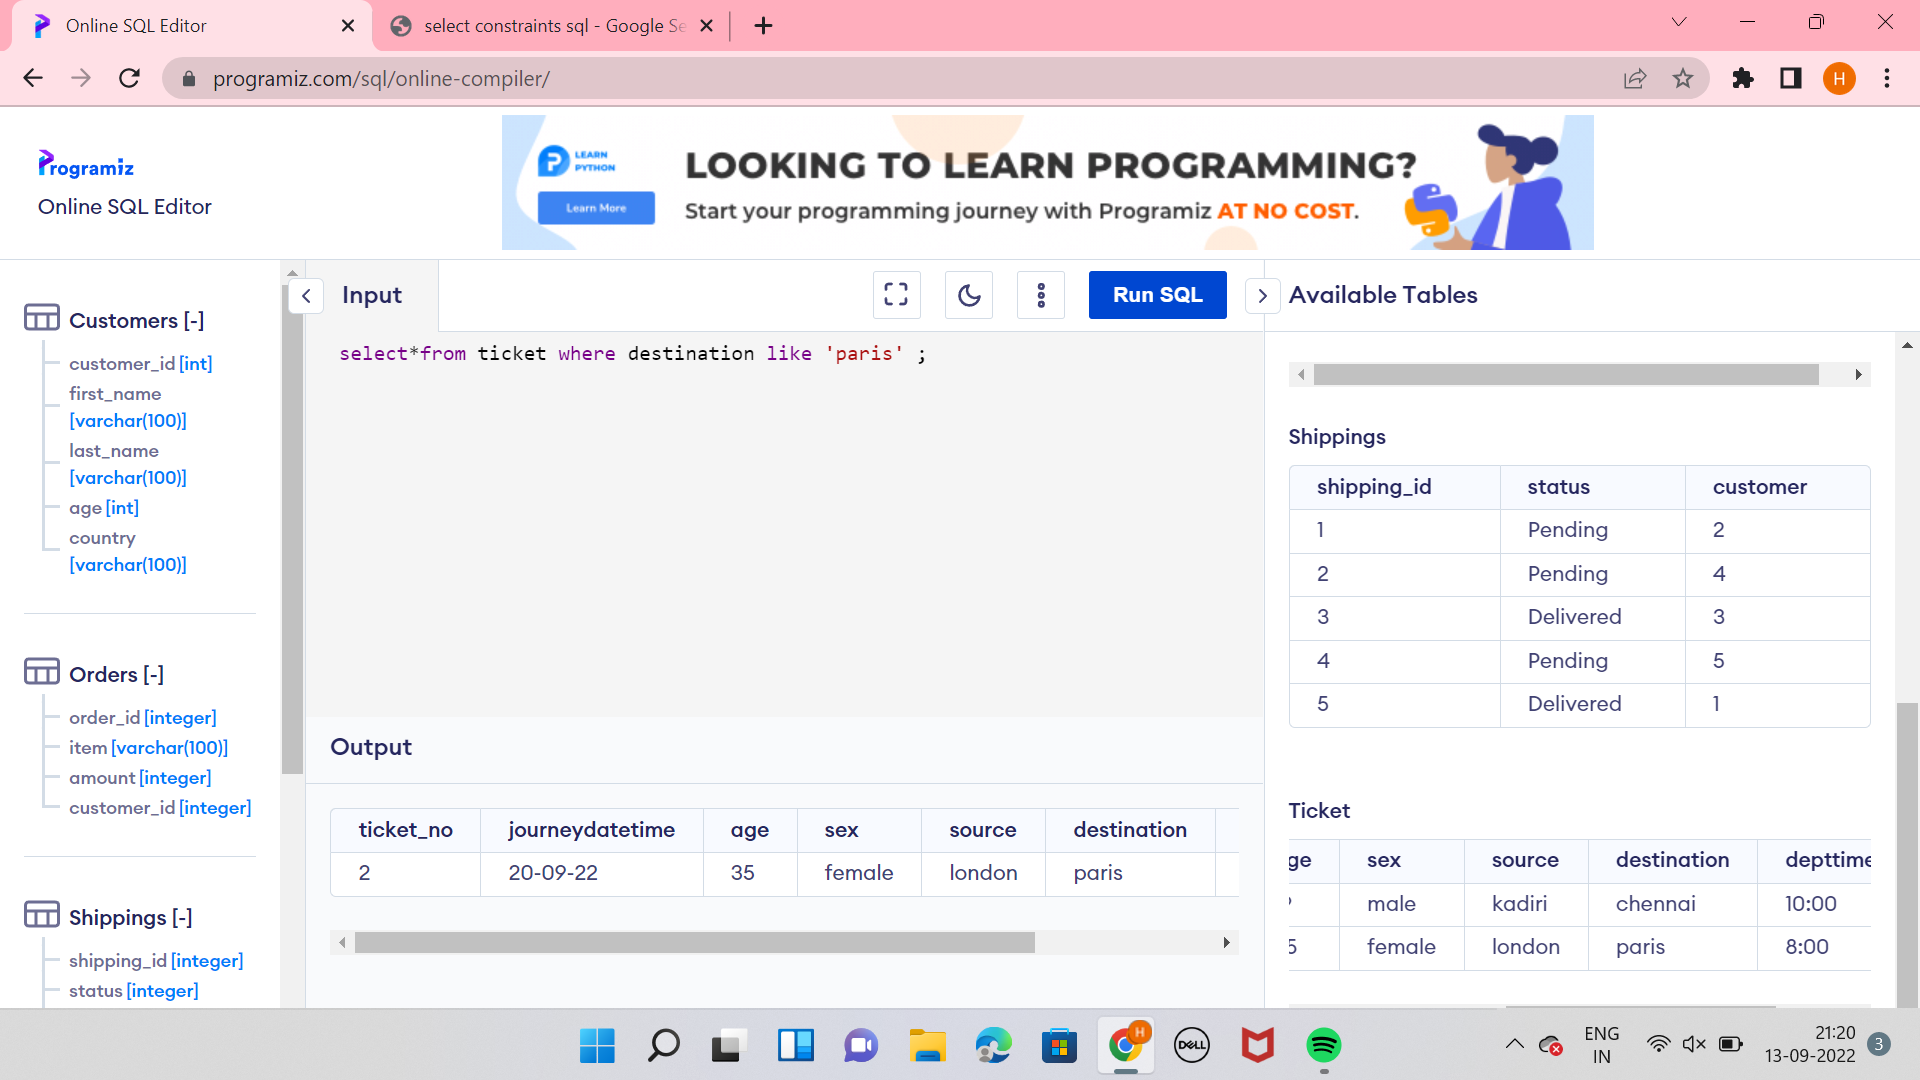 Online SQL Editor
select constraints sql - Google Se
programiz.com/sql/online-compiler/
H
Programiz
Online SQL Editor
LEARN
PYTHON
Learn More
LOOKING TO LEARN PROGRAMMING?
Start your programming journey with Programiz AT NO COST.
Customers [-]
customer_id [int]
first_name
[varchar(100)]
last_name
[varchar(100)]
age [int]
country
[varchar(100)]
Orders [-]
order_id [integer]
item [varchar(100)]
amount [integer]
customer_id [integer]
Shippings [-]
shipping_id [integer]
status [integer]
Input
Run SQL
select*from ticket where destination like 'paris' ;
Output
ticket_no journeydatetime age sex source destination
2 20-09-22 35 female london paris
Available Tables
Shippings
shipping_id status customer
1 Pending 2
2 Pending 4
3 Delivered 3
4 Pending 5
5 Delivered 1
Ticket
ge sex source destination depttime
male kadiri chennai 10:00
5 female london paris 8:00
H
DELL
ENG
IN
21:20
13-09-2022
3